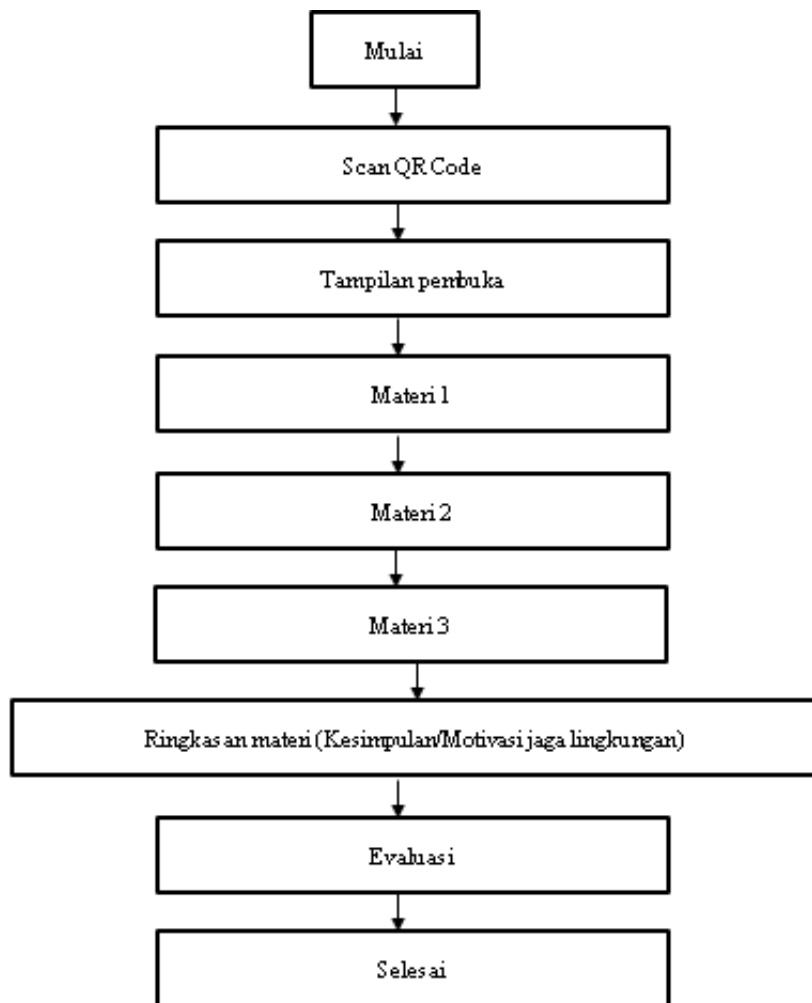 Mulai
Scan QR Code
Tampilan pembuka
Materi 1
Materi 2
Materi 3
Ringkasan materi (Kesimpulan/Motivasi jaga lingkungan)
Evaluasi
Selesai